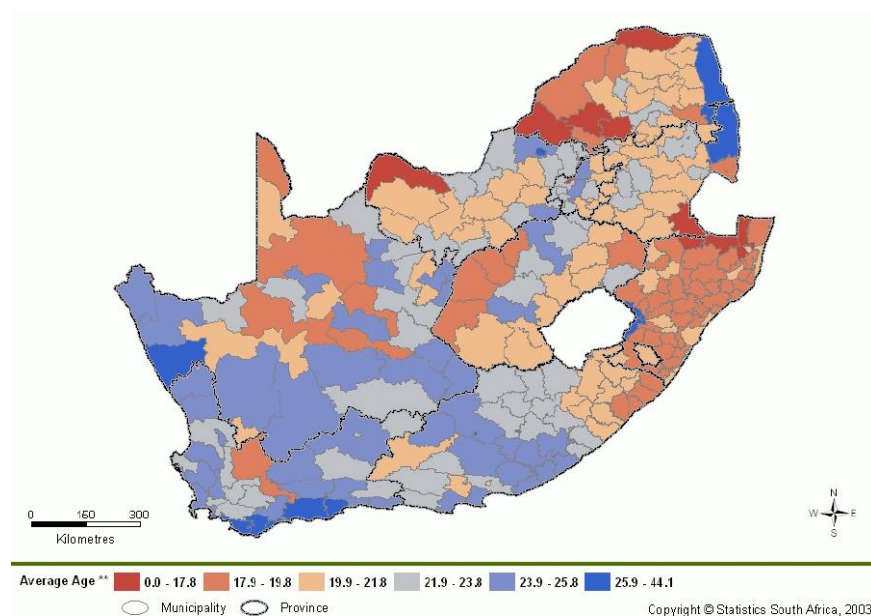 N
W E
S
0 160 300
Kilometres
Average Age ** 0.0 - 17.8 17.9 - 19.8 19.9 - 21.8 21.9 - 23.8 23.9 - 25.8 25.9 - 44.1
Municipality Province Copyright © Statistics South Africa, 2003